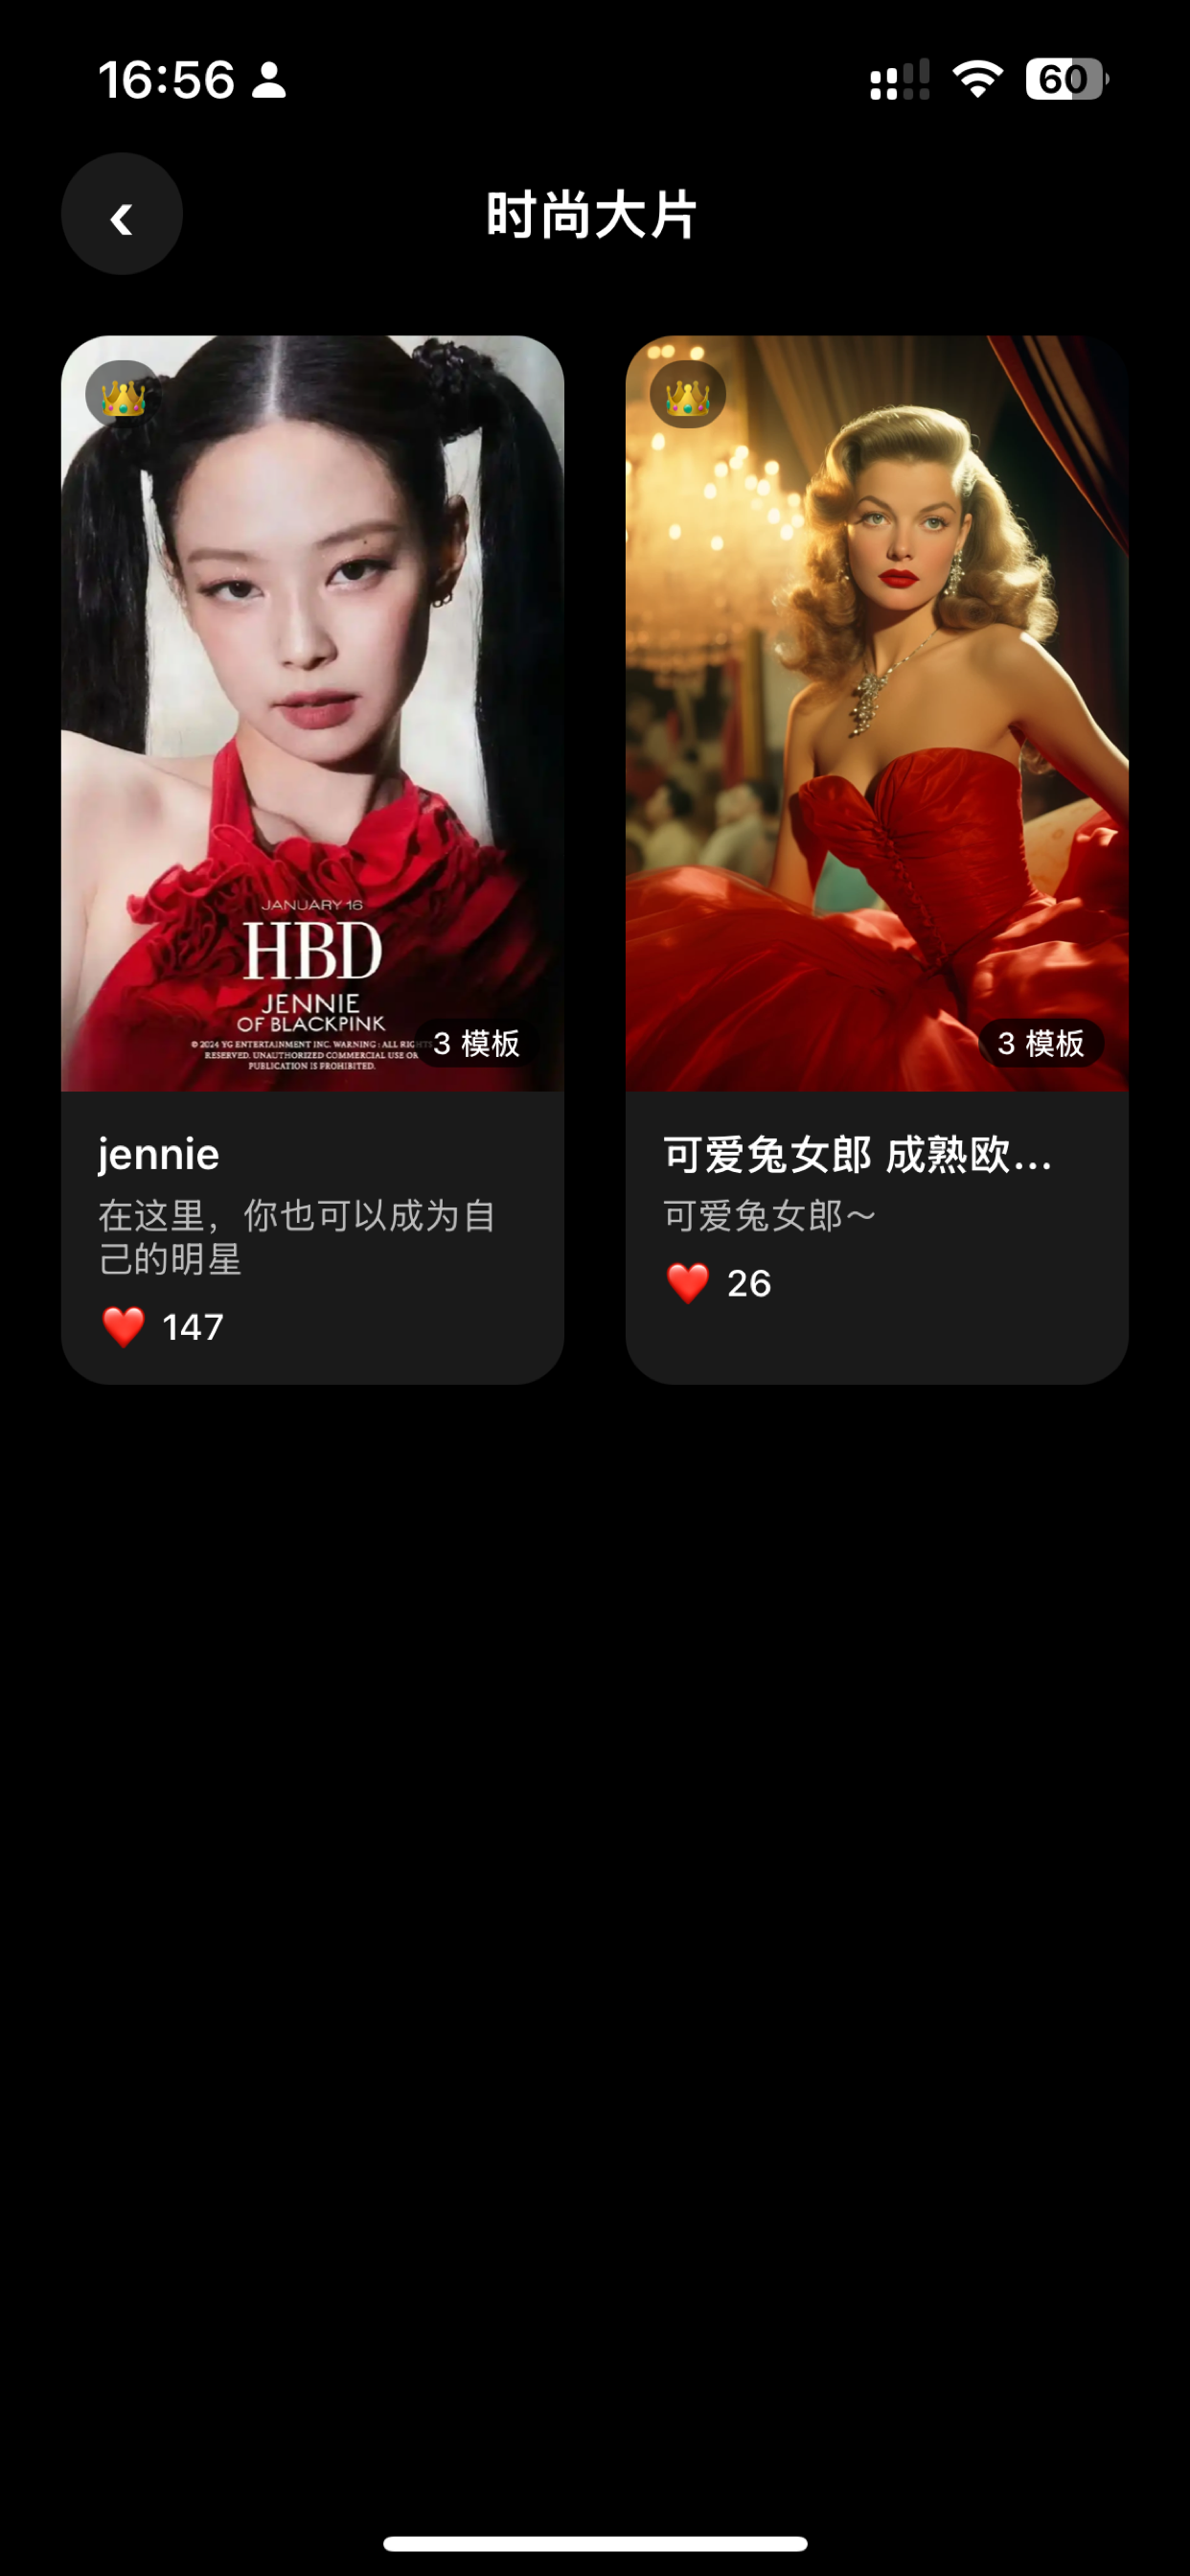 16:56
60
时尚大片
JANUARY 16
HBD
JENNIE
OF BLACKPINK
© 2024 YG ENTERTAINMENT INC. WARNING : ALL RIGHTS
RESERVED. UNAUTHORIZED COMMERCIAL USE OR
PUBLICATION IS PROHIBITED.
3 模板
jennie
在这里，你也可以成为自
己的明星
147
3 模板
可爱兔女郎 成熟欧...
可爱兔女郎～
26